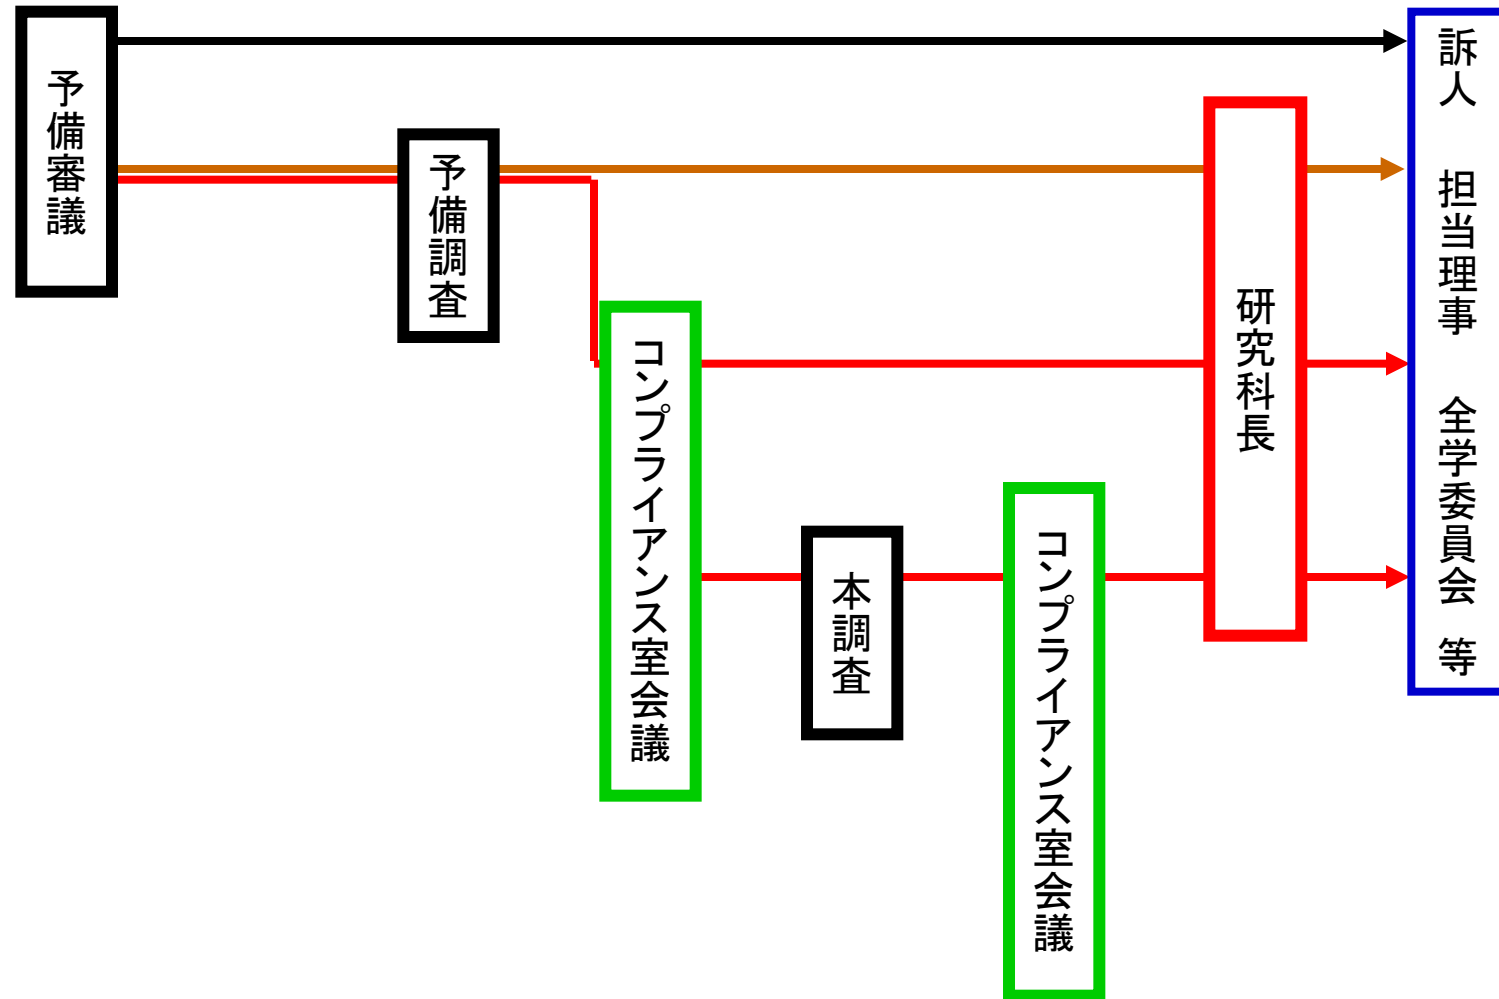 予備審議
予備調査
コンプライアンス室会議
本調査
コンプライアンス室会議
研究科長
訴人 担当理事 全学委員会 等